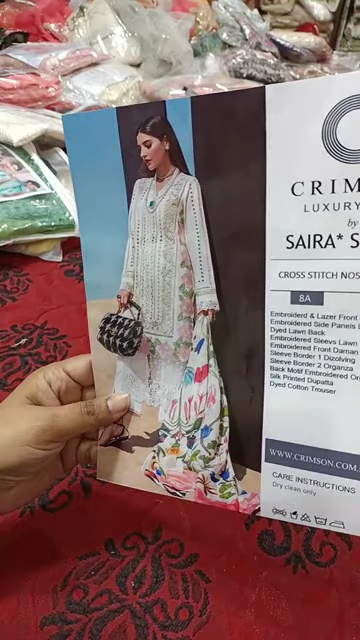 CRIM
LUXURY
by
SAIRA* S
CROSS STITCH NOS
8A
Embroiderd & Lazer Front
Embroidered Side Panels
Dyed Lawn Back
Embroidered Sleevs Lawn
Embroidered Front Daman
Sleeve Border 1 Dizolving
Sleeve Border 2 Organza
Back Motif Embroidered
Silk Printed Dupatta
Dyed Cotton Trouser
WWW.CRIMSON.COM.
CARE INSTRUCTIONS
Dry clean only